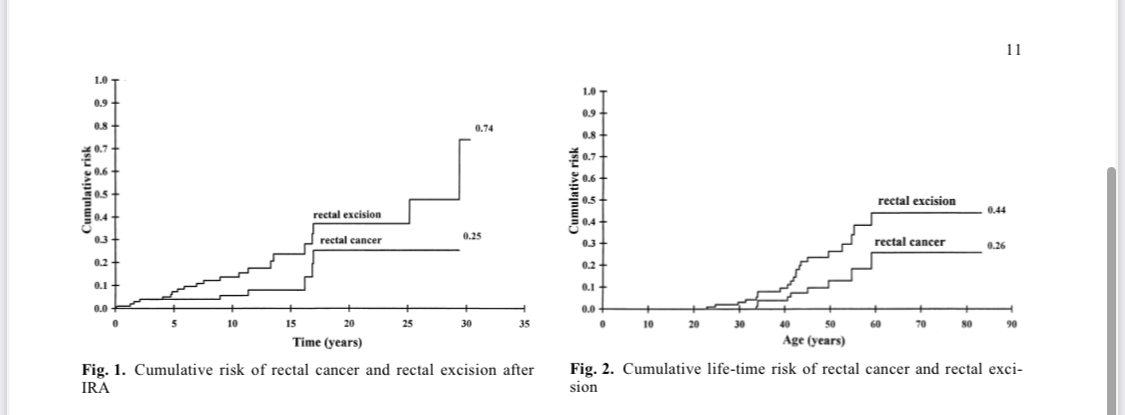 11
1.0
0.9
0.8
0.7
0.6
0.5
0.4
0.3
0.2
0.1
0.0
Cumulative risk
0.74
rectal excision
rectal cancer
0.25
0 5 10 15 20 25 30 35
Time (years)
Fig. 1. Cumulative risk of rectal cancer and rectal excision after
IRA
1.0
0.9
0.8
0.7
0.6
0.5
0.4
0.3
0.2
0.1
0.0
Cumulative risk
rectal excision
0.44
rectal cancer
0.26
0 10 20 30 40 50 60 70 80 90
Age (years)
Fig. 2. Cumulative life-time risk of rectal cancer and rectal exci-
sion